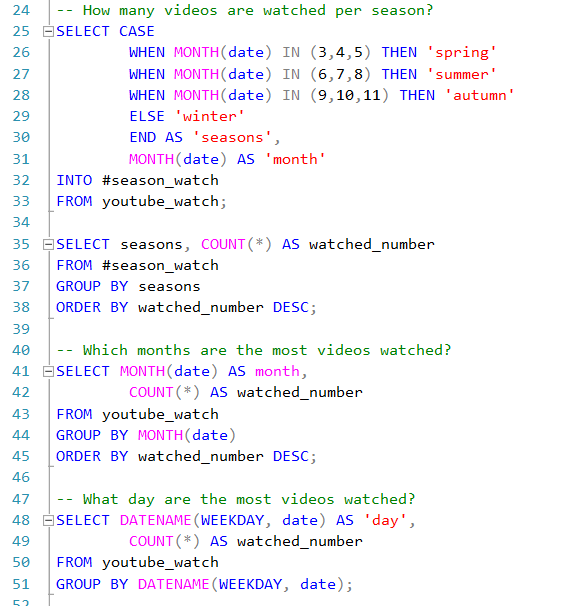 24 -- How many videos are watched per season?
25 SELECT CASE
26 WHEN MONTH(date) IN (3,4,5) THEN 'spring'
27 WHEN MONTH(date) IN (6,7,8) THEN 'summer'
28 WHEN MONTH(date) IN (9,10,11) THEN 'autumn'
29 ELSE 'winter'
30 END AS 'seasons',
31 MONTH(date) AS 'month'
32 INTO #season_watch
33 FROM youtube_watch;
34
35 SELECT seasons, COUNT(*) AS watched_number
36 FROM #season_watch
37 GROUP BY seasons
38 ORDER BY watched_number DESC;
39
40 -- Which months are the most videos watched?
41 SELECT MONTH(date) AS month,
42 COUNT(*) AS watched_number
43 FROM youtube_watch
44 GROUP BY MONTH(date)
45 ORDER BY watched_number DESC;
46
47 -- What day are the most videos watched?
48 SELECT DATENAME(WEEKDAY, date) AS 'day',
49 COUNT(*) AS watched_number
50 FROM youtube_watch
51 GROUP BY DATENAME(WEEKDAY, date);
52